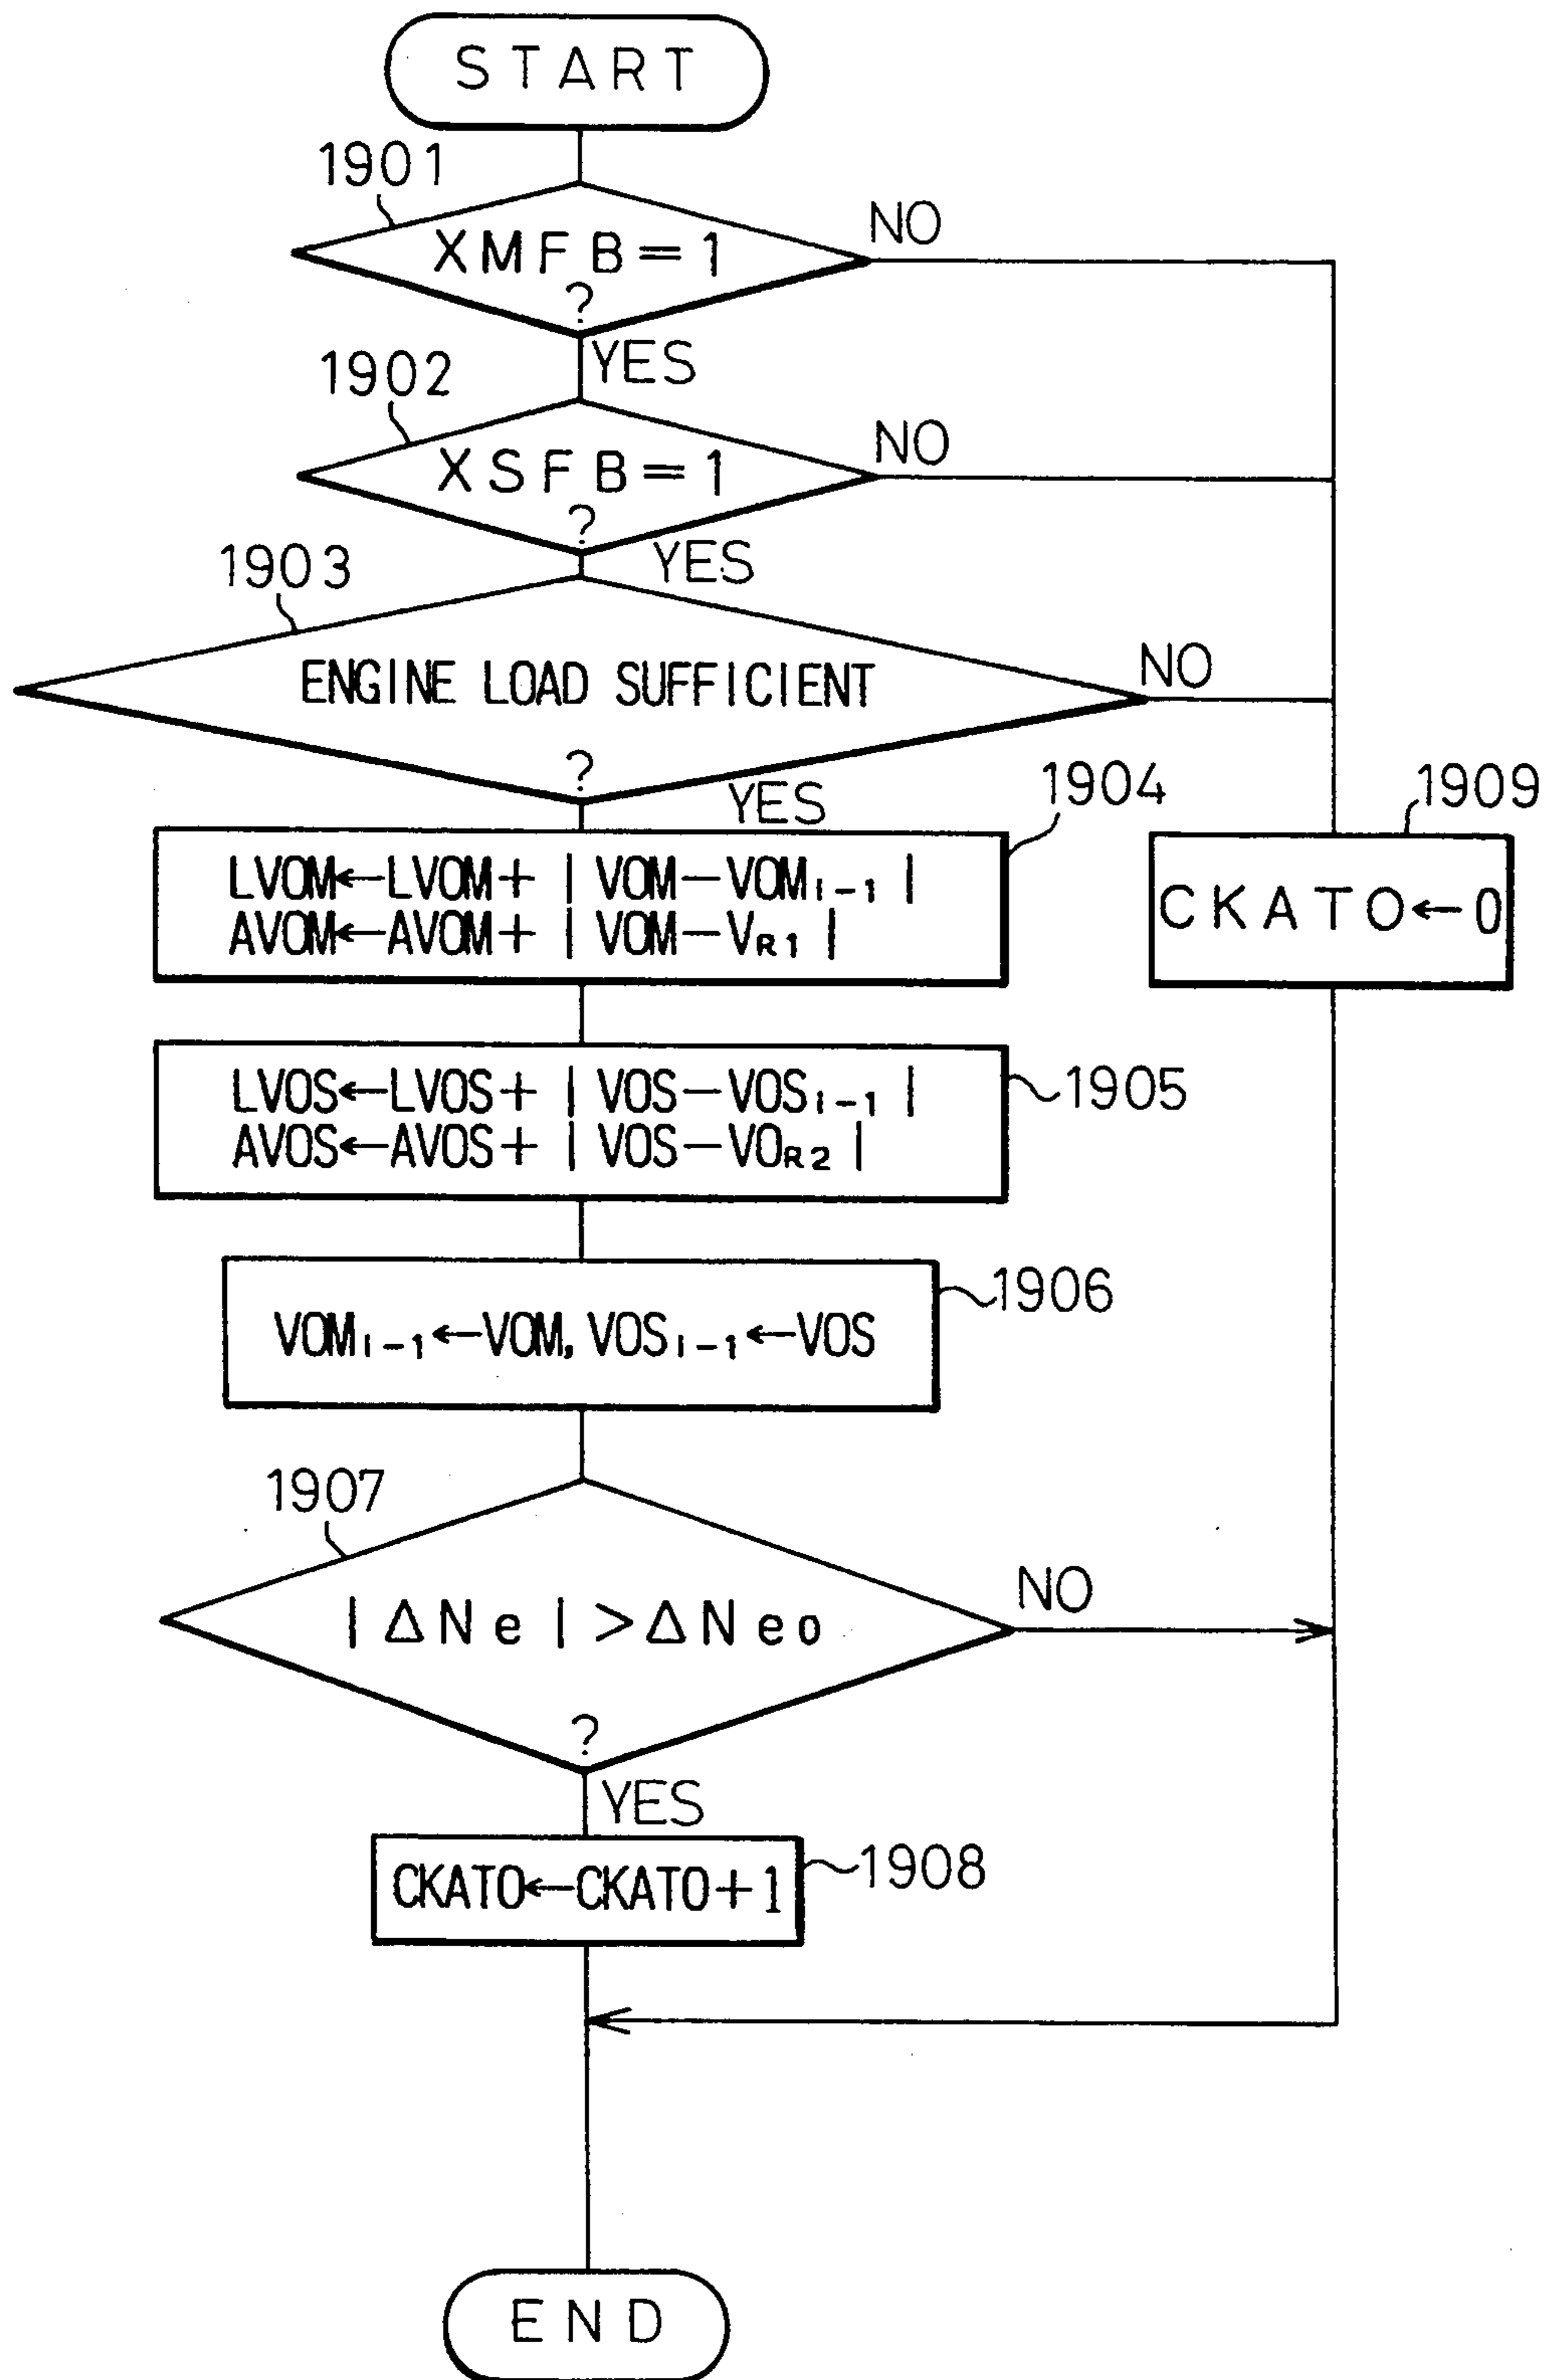 START
1901
XMFB=1
?
NO
YES
1902
XSFB=1
?
NO
YES
1903
ENGINE LOAD SUFFICIENT
?
NO
YES
1904
LVOM←LVOM+|VOM−VOMi−1|
AVOM←AVOM+|VOM−VR1|
1909
CKATO←0
1905
LVOS←LVOS+|VOS−VOSi−1|
AVOS←AVOS+|VOS−VOR2|
1906
VOMi−1←VOM, VOSi−1←VOS
1907
|ΔNe|>ΔNeo
?
NO
YES
1908
CKATO←CKATO+1
END